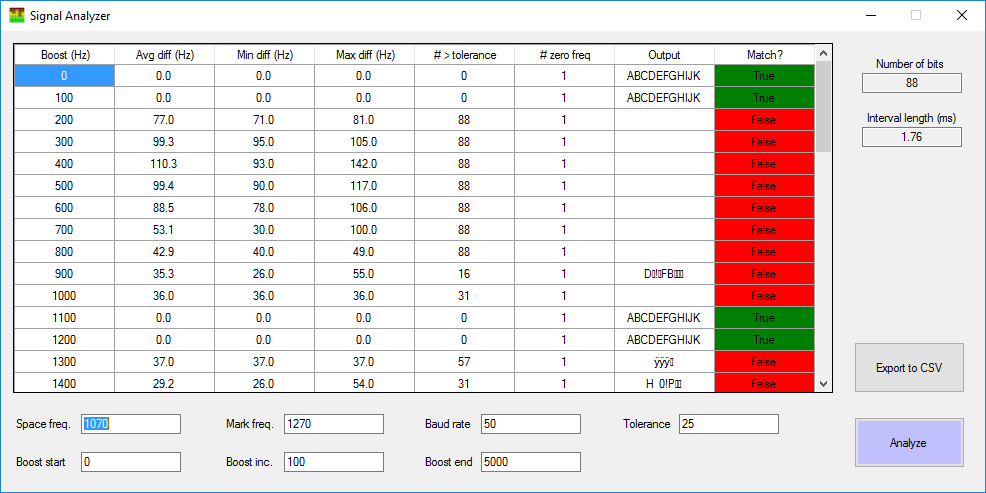 Signal Analyzer
Boost (Hz) Avg diff (Hz) Min diff (Hz) Max diff (Hz) # > tolerance # zero freq Output Match?
0 0.0 0.0 0.0 0 1 ABCDEFGHIJK True
100 0.0 0.0 0.0 0 1 ABCDEFGHIJK True
200 77.0 71.0 81.0 88 1 False
300 99.3 95.0 105.0 88 1 False
400 110.3 93.0 142.0 88 1 False
500 99.4 90.0 117.0 88 1 False
600 88.5 78.0 106.0 88 1 False
700 53.1 30.0 100.0 88 1 False
800 42.9 40.0 49.0 88 1 False
900 35.3 26.0 55.0 16 1 D▯!▯FB▯▯▯ False
1000 36.0 36.0 36.0 31 1 False
1100 0.0 0.0 0.0 0 1 ABCDEFGHIJK True
1200 0.0 0.0 0.0 0 1 ABCDEFGHIJK True
1300 37.0 37.0 37.0 57 1 ÿÿÿ▯ False
1400 29.2 26.0 54.0 31 1 H 0!P▯▯ False
Number of bits
88
Interval length (ms)
1.76
Export to CSV
Space freq. 1070 Mark freq. 1270 Baud rate 50 Tolerance 25
Analyze
Boost start 0 Boost inc. 100 Boost end 5000